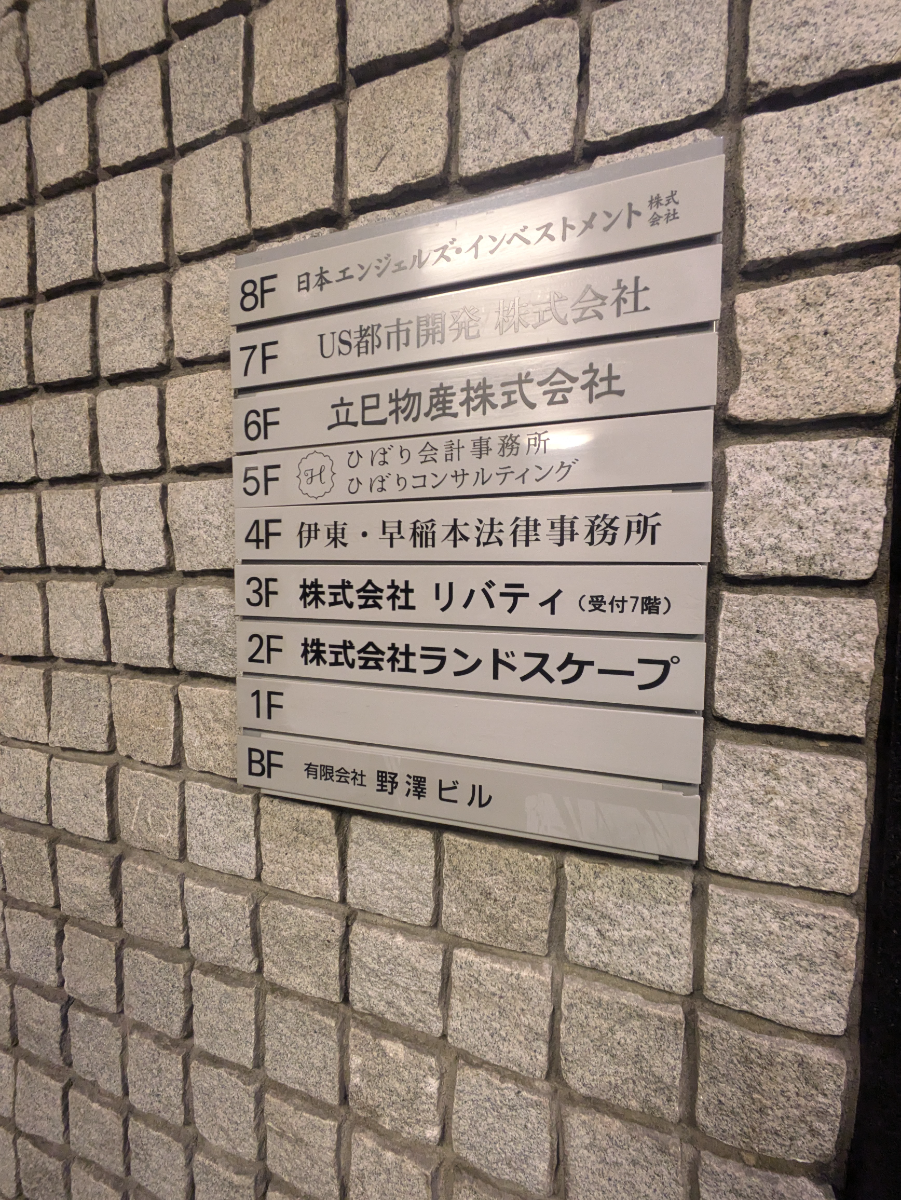 8F 日本エンジェルズ・インベストメント 株式会社
7F US都市開発 株式会社
6F 立巳物産株式会社
5F H ひばり会計事務所
ひばりコンサルティング
4F 伊東・早稲本法律事務所
3F 株式会社 リバティ（受付7階）
2F 株式会社ランドスケープ
1F
BF 有限会社 野澤ビル